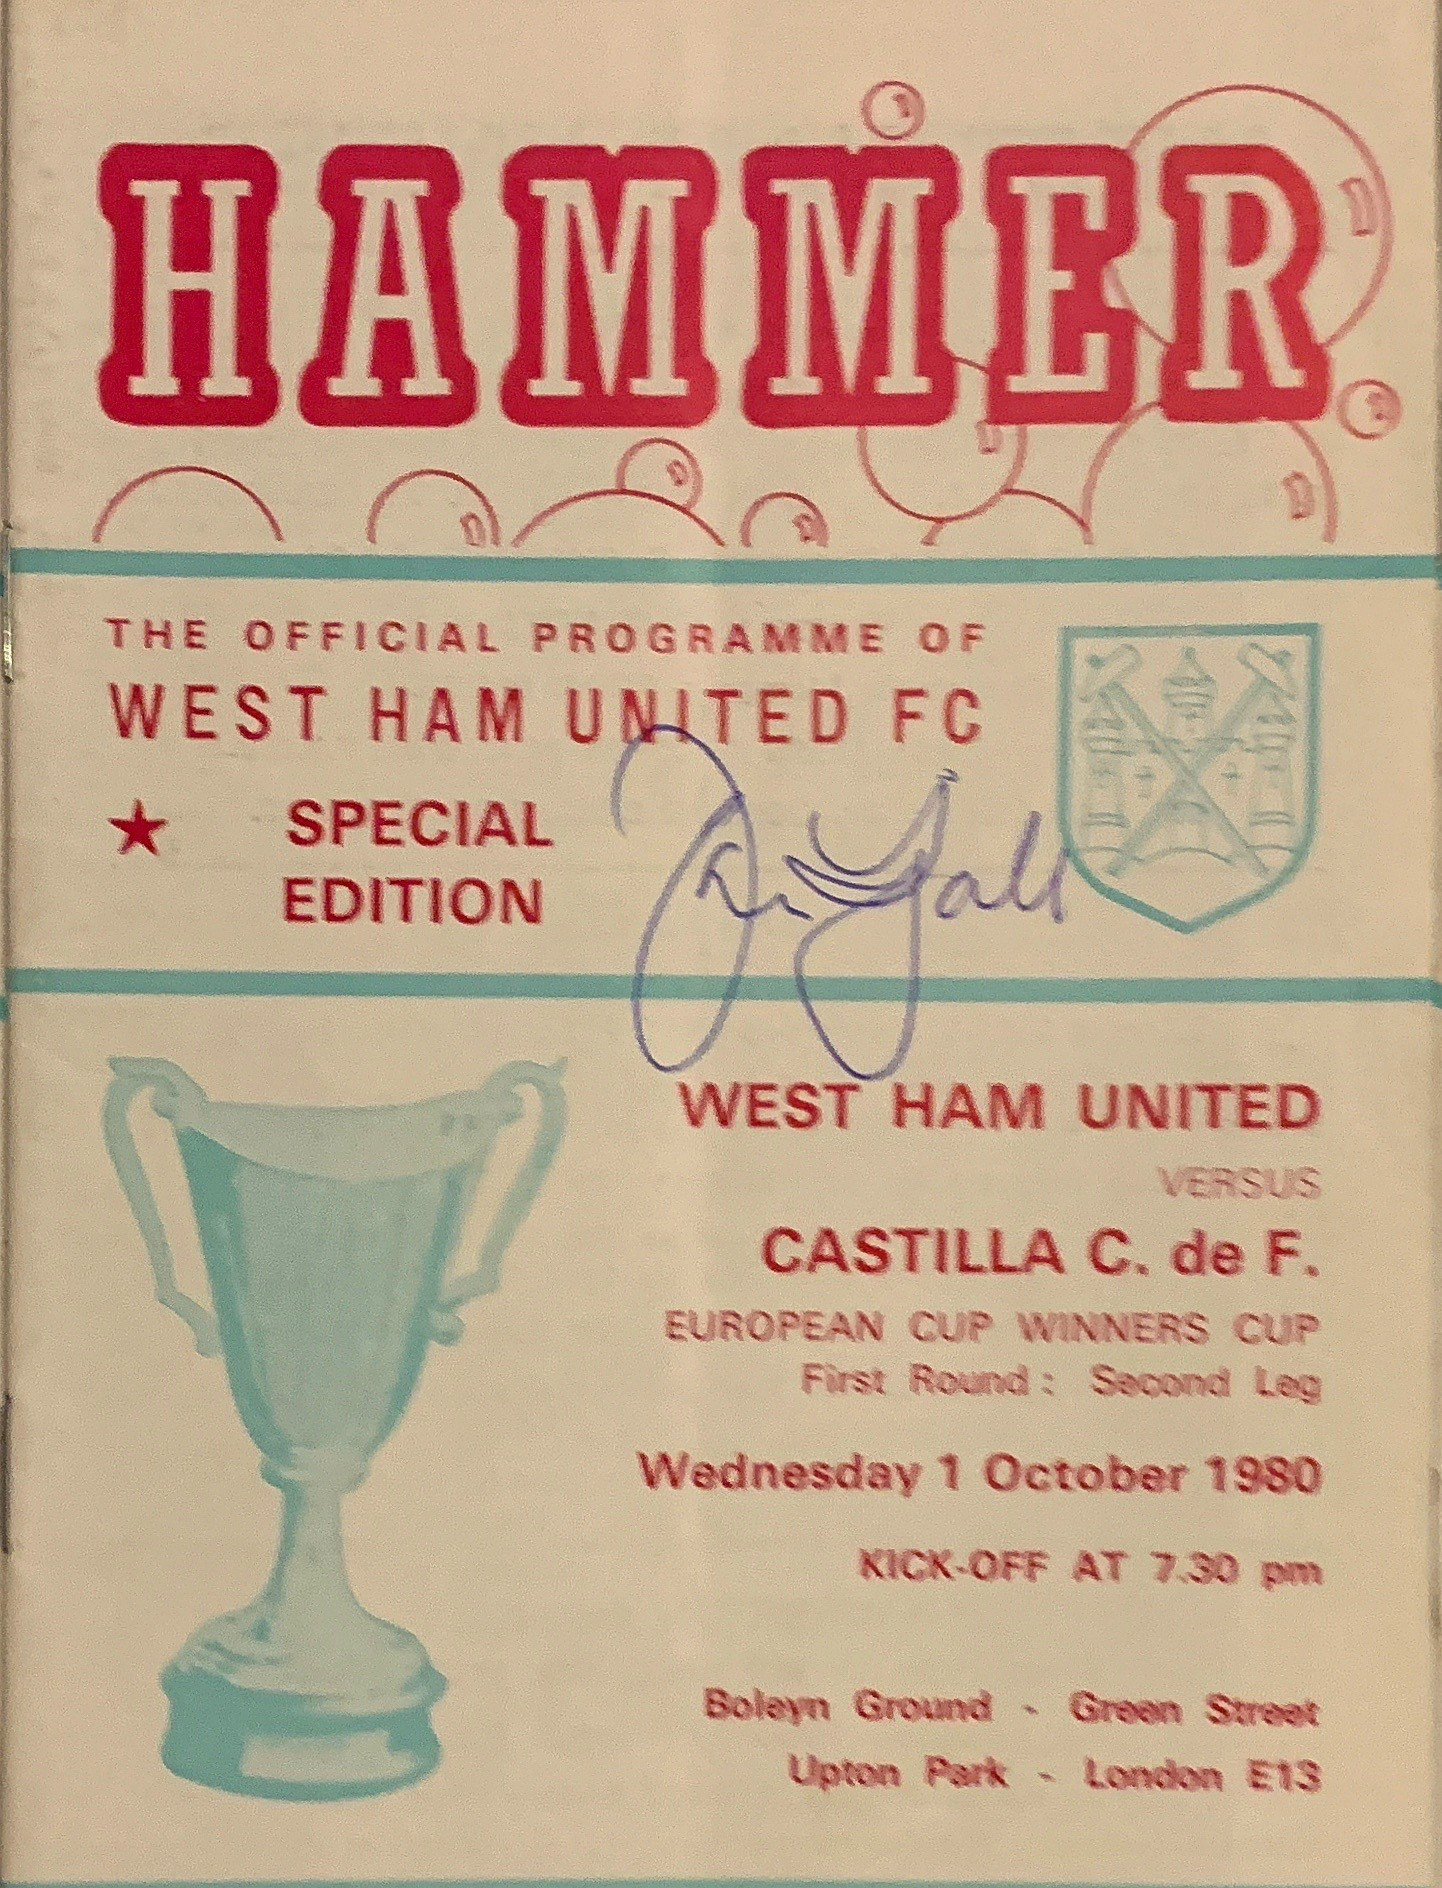 HAMMER
THE OFFICIAL PROGRAMME OF
WEST HAM UNITED FC
★ SPECIAL
EDITION
WEST HAM UNITED
VERSUS
CASTILLA C. de F.
EUROPEAN CUP WINNERS CUP
First Round : Second Leg
Wednesday 1 October 1980
KICK-OFF AT 7.30 pm
Boleyn Ground - Green Street
Upton Park - London E13